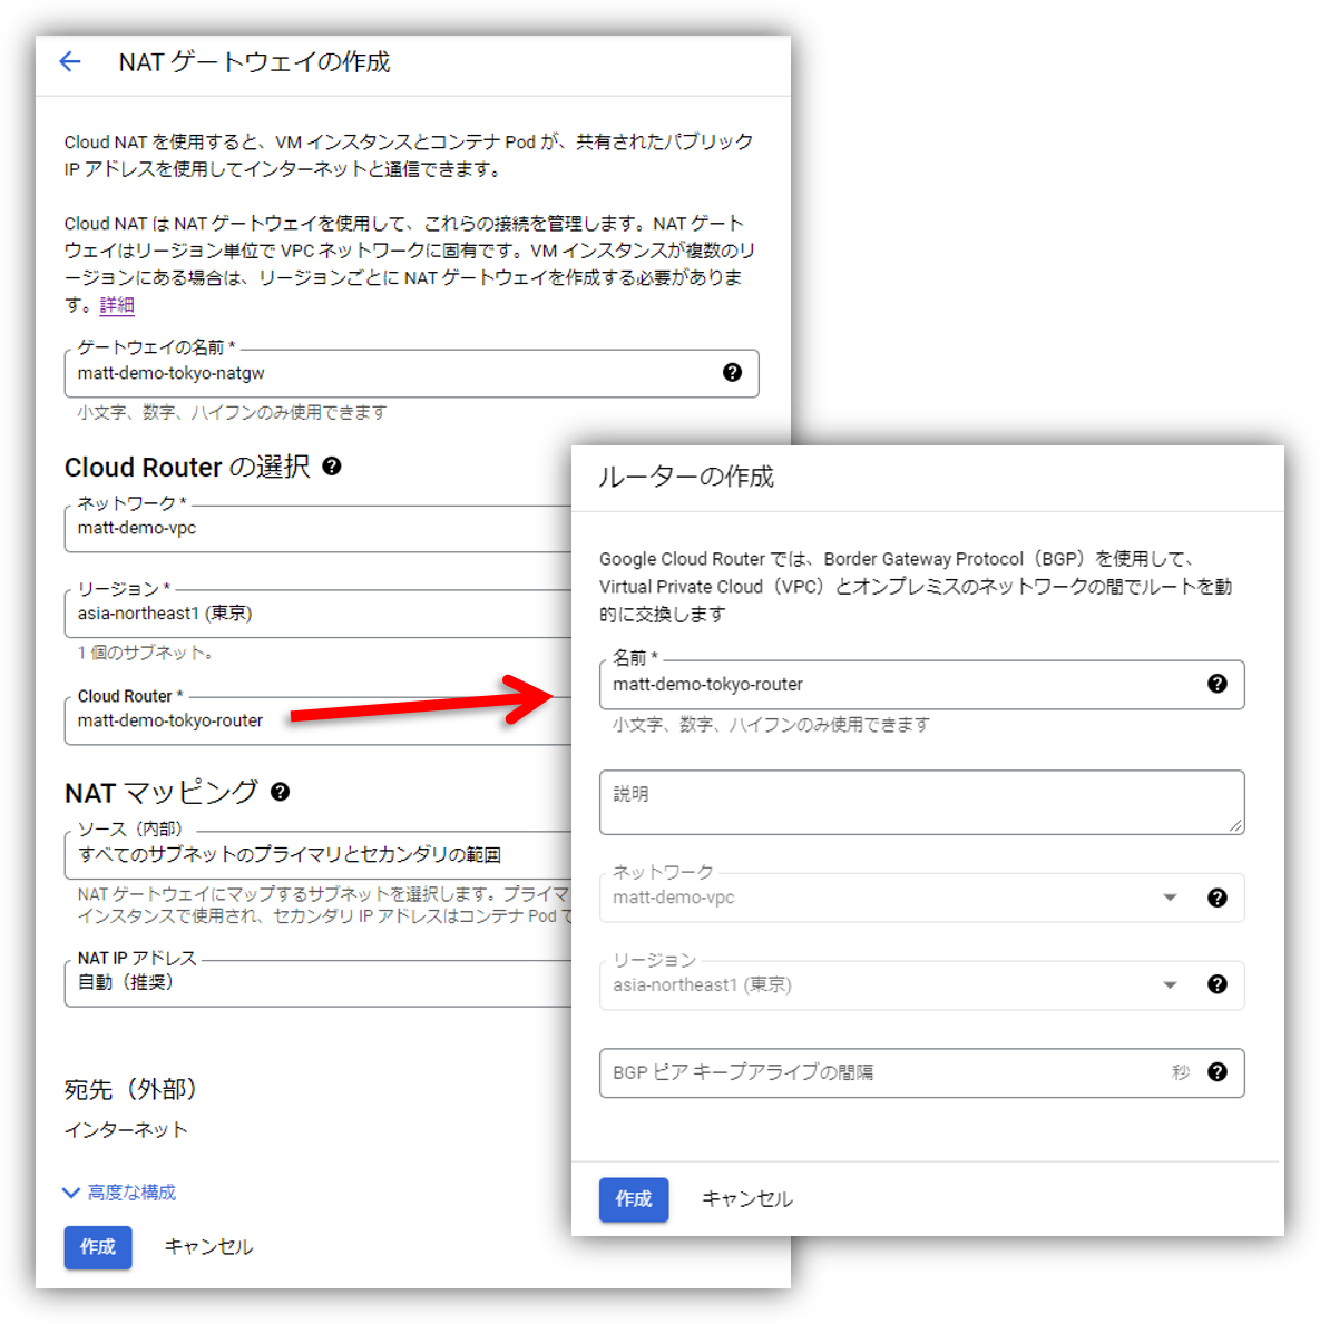 NAT ゲートウェイの作成
Cloud NAT を使用すると、VM インスタンスとコンテナ Pod が、共有されたパブリック
IP アドレスを使用してインターネットと通信できます。
Cloud NAT は NAT ゲートウェイを使用して、これらの接続を管理します。NAT ゲート
ウェイはリージョン単位で VPC ネットワークに固有です。VM インスタンスが複数のリ
ージョンにある場合は、リージョンごとに NAT ゲートウェイを作成する必要がありま
す。詳細
ゲートウェイの名前 *
matt-demo-tokyo-natgw
小文字、数字、ハイフンのみ使用できます
Cloud Router の選択
ネットワーク *
matt-demo-vpc
リージョン *
asia-northeast1 (東京)
1 個のサブネット。
Cloud Router *
matt-demo-tokyo-router
NAT マッピング
ソース（内部）
すべてのサブネットのプライマリとセカンダリの範囲
NAT ゲートウェイにマップするサブネットを選択します。プライマ
インスタンスで使用され、セカンダリ IP アドレスはコンテナ Pod で
NAT IP アドレス
自動（推奨）
宛先（外部）
インターネット
高度な構成
作成 キャンセル
ルーターの作成
Google Cloud Router では、Border Gateway Protocol（BGP）を使用して、
Virtual Private Cloud（VPC）とオンプレミスのネットワークの間でルートを動
的に交換します
名前 *
matt-demo-tokyo-router
小文字、数字、ハイフンのみ使用できます
説明
ネットワーク
matt-demo-vpc
リージョン
asia-northeast1 (東京)
BGP ピア キープアライブの間隔 秒
作成 キャンセル